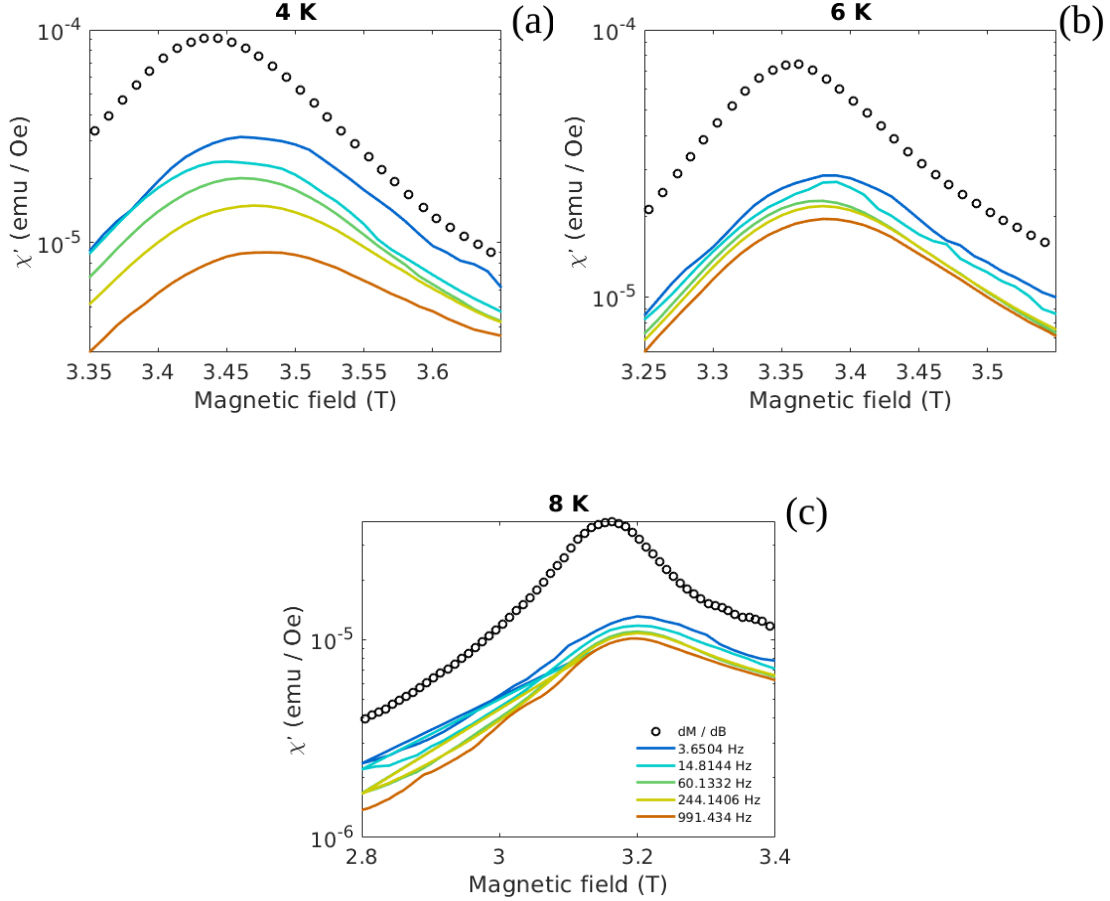 4 K
(a)
10⁻⁴
10⁻⁵
χ′ (emu / Oe)
3.35 3.4 3.45 3.5 3.55 3.6
Magnetic field (T)
6 K
(b)
10⁻⁴
10⁻⁵
χ′ (emu / Oe)
3.25 3.3 3.35 3.4 3.45 3.5
Magnetic field (T)
8 K
(c)
10⁻⁵
10⁻⁶
χ′ (emu / Oe)
dM / dB
3.6504 Hz
14.8144 Hz
60.1332 Hz
244.1406 Hz
991.434 Hz
2.8 3 3.2 3.4
Magnetic field (T)